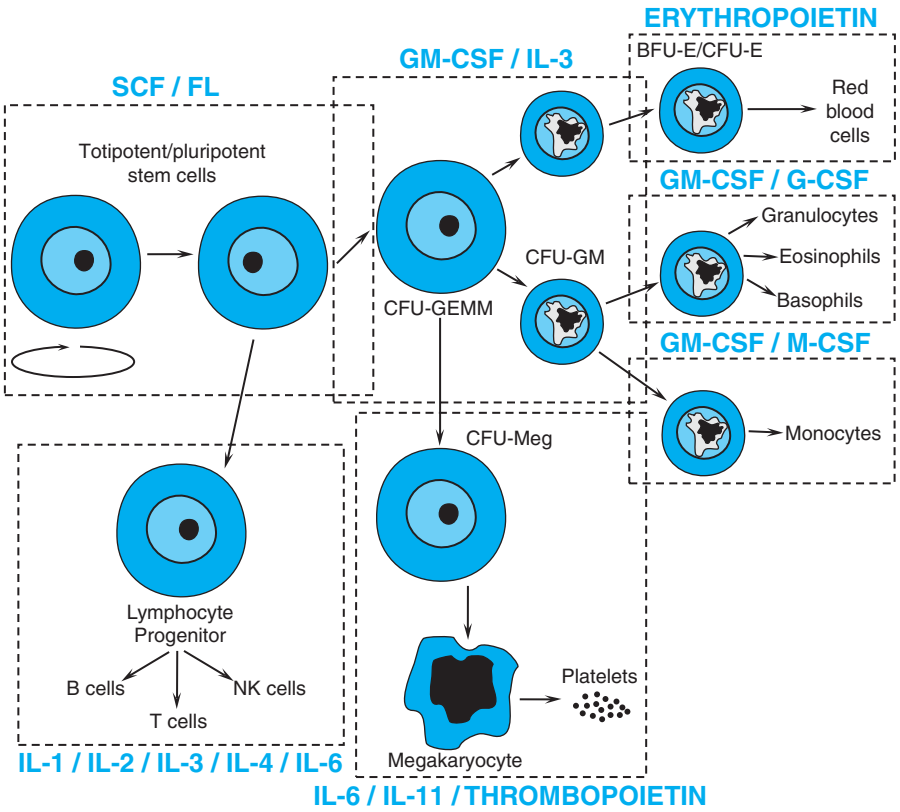 ERYTHROPOIETIN
BFU-E/CFU-E
Red
blood
cells
GM-CSF / IL-3
SCF / FL
Totipotent/pluripotent
stem cells
CFU-GEMM
CFU-GM
GM-CSF / G-CSF
Granulocytes
Eosinophils
Basophils
GM-CSF / M-CSF
Monocytes
CFU-Meg
Lymphocyte
Progenitor
B cells
NK cells
T cells
IL-1 / IL-2 / IL-3 / IL-4 / IL-6
Platelets
Megakaryocyte
IL-6 / IL-11 / THROMBOPOIETIN